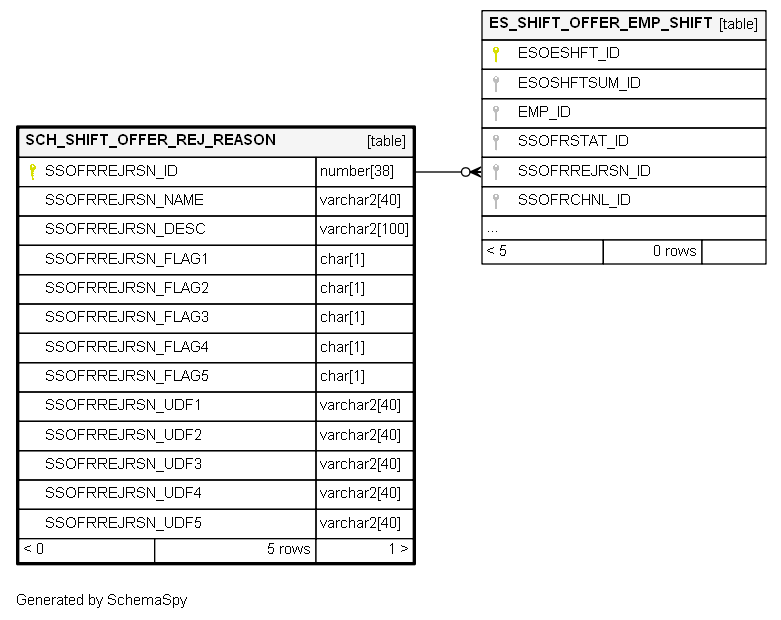 ES_SHIFT_OFFER_EMP_SHIFT [table]
ESOESHFT_ID
ESOSHFTSUM_ID
EMP_ID
SSOFRSTAT_ID
SSOFRREJRSN_ID
SSOFRCHNL_ID
...
< 5 0 rows
SCH_SHIFT_OFFER_REJ_REASON [table]
SSOFRREJRSN_ID number[38]
SSOFRREJRSN_NAME varchar2[40]
SSOFRREJRSN_DESC varchar2[100]
SSOFRREJRSN_FLAG1 char[1]
SSOFRREJRSN_FLAG2 char[1]
SSOFRREJRSN_FLAG3 char[1]
SSOFRREJRSN_FLAG4 char[1]
SSOFRREJRSN_FLAG5 char[1]
SSOFRREJRSN_UDF1 varchar2[40]
SSOFRREJRSN_UDF2 varchar2[40]
SSOFRREJRSN_UDF3 varchar2[40]
SSOFRREJRSN_UDF4 varchar2[40]
SSOFRREJRSN_UDF5 varchar2[40]
< 0 5 rows 1 >
Generated by SchemaSpy